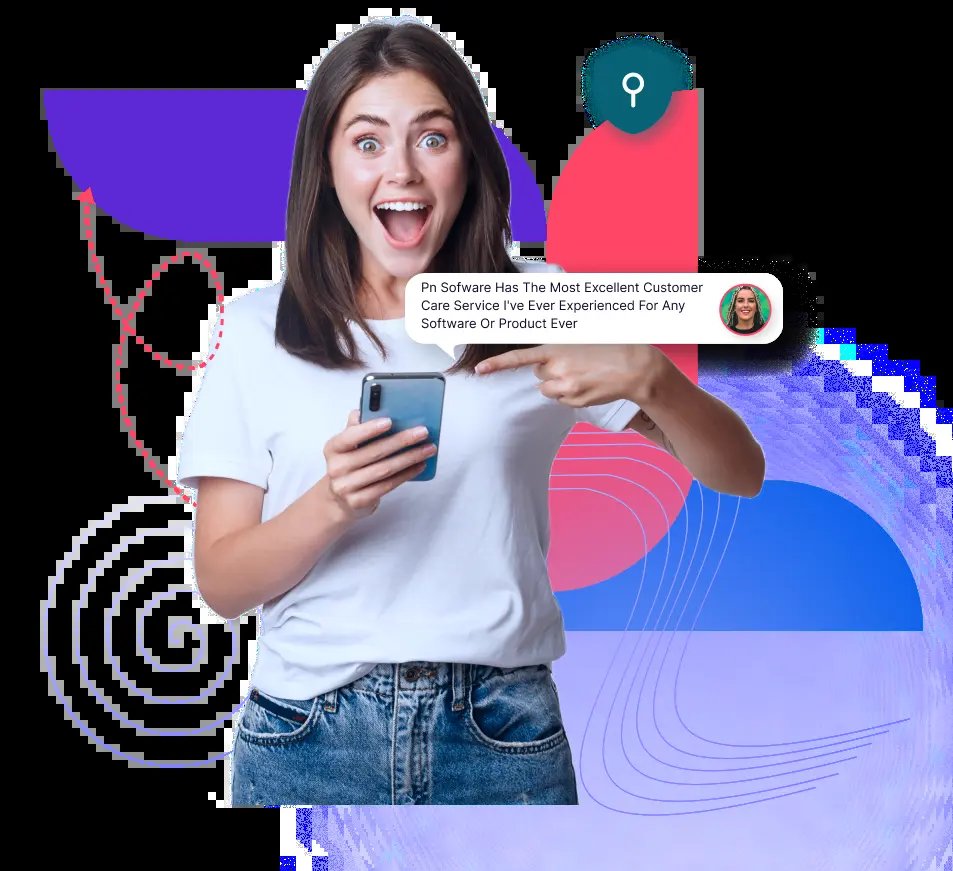 Pn Sofware Has The Most Excellent Customer
Care Service I've Ever Experienced For Any
Software Or Product Ever